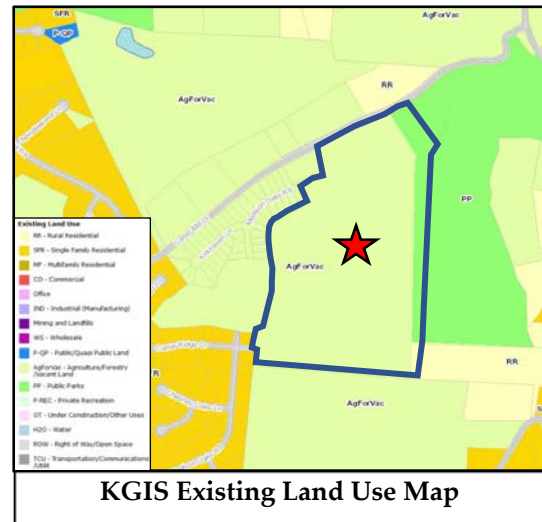 SFR
P-QP
AgForVac
AgForVac
RR
PP
AgForVac
RR
AgForVac
R
Existing Land Use
RR - Rural Residential
SFR - Single Family Residential
MF - Multifamily Residential
CO - Commercial
Office
IND - Industrial (Manufacturing)
Mining and Landfills
WS - Wholesale
P-QP - Public/Quasi Public Land
AgForVac - Agriculture/Forestry
/Vacant Land
PP - Public Parks
P-REC - Private Recreation
OT - Under Construction/Other Uses
H2O - Water
ROW - Right of Way/Open Space
TCU - Transportation/Communications
/Utilit
KGIS Existing Land Use Map